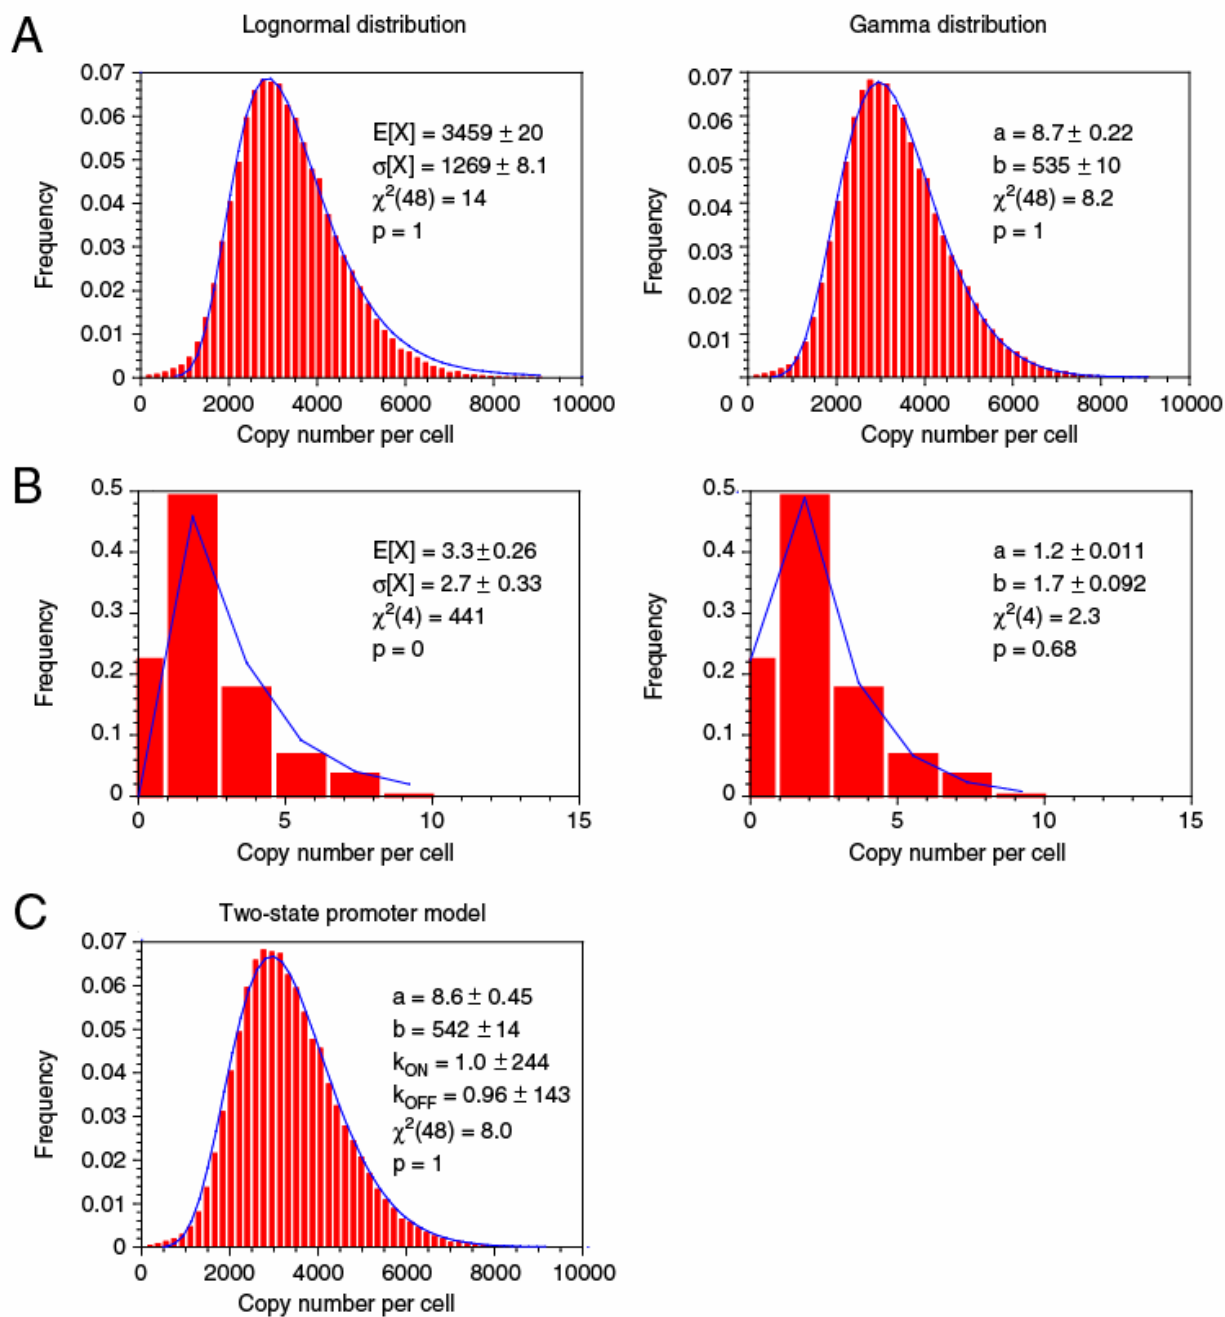 A
Lognormal distribution
Gamma distribution
0.07
0.06
0.05
0.04
0.03
0.02
0.01
0
Frequency
E[X] = 3459 ± 20
σ[X] = 1269 ± 8.1
χ²(48) = 14
p = 1
0 2000 4000 6000 8000 10000
Copy number per cell
0.07
0.06
0.05
0.04
0.03
0.02
0.01
0
Frequency
a = 8.7 ± 0.22
b = 535 ± 10
χ²(48) = 8.2
p = 1
0 2000 4000 6000 8000 10000
Copy number per cell
B
0.5
0.4
0.3
0.2
0.1
0
Frequency
E[X] = 3.3 ± 0.26
σ[X] = 2.7 ± 0.33
χ²(4) = 441
p = 0
0 5 10 15
Copy number per cell
0.5
0.4
0.3
0.2
0.1
0
Frequency
a = 1.2 ± 0.011
b = 1.7 ± 0.092
χ²(4) = 2.3
p = 0.68
0 5 10 15
Copy number per cell
C
Two-state promoter model
0.07
0.06
0.05
0.04
0.03
0.02
0.01
0
Frequency
a = 8.6 ± 0.45
b = 542 ± 14
k_ON = 1.0 ± 244
k_OFF = 0.96 ± 143
χ²(48) = 8.0
p = 1
0 2000 4000 6000 8000 10000
Copy number per cell